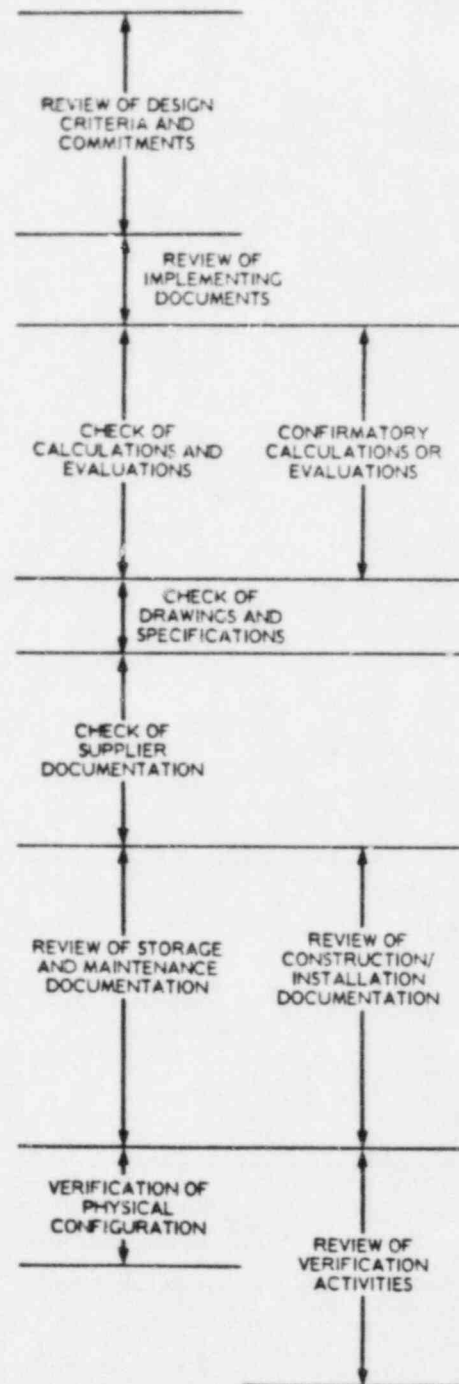 REVIEW OF DESIGN
CRITERIA AND
COMMITMENTS
REVIEW OF
IMPLEMENTING
DOCUMENTS
CHECK OF
CALCULATIONS AND
EVALUATIONS
CONFIRMATORY
CALCULATIONS OR
EVALUATIONS
CHECK OF
DRAWINGS AND
SPECIFICATIONS
CHECK OF
SUPPLIER
DOCUMENTATION
REVIEW OF STORAGE
AND MAINTENANCE
DOCUMENTATION
REVIEW OF
CONSTRUCTION/
INSTALLATION
DOCUMENTATION
VERIFICATION OF
PHYSICAL
CONFIGURATION
REVIEW OF
VERIFICATION
ACTIVITIES